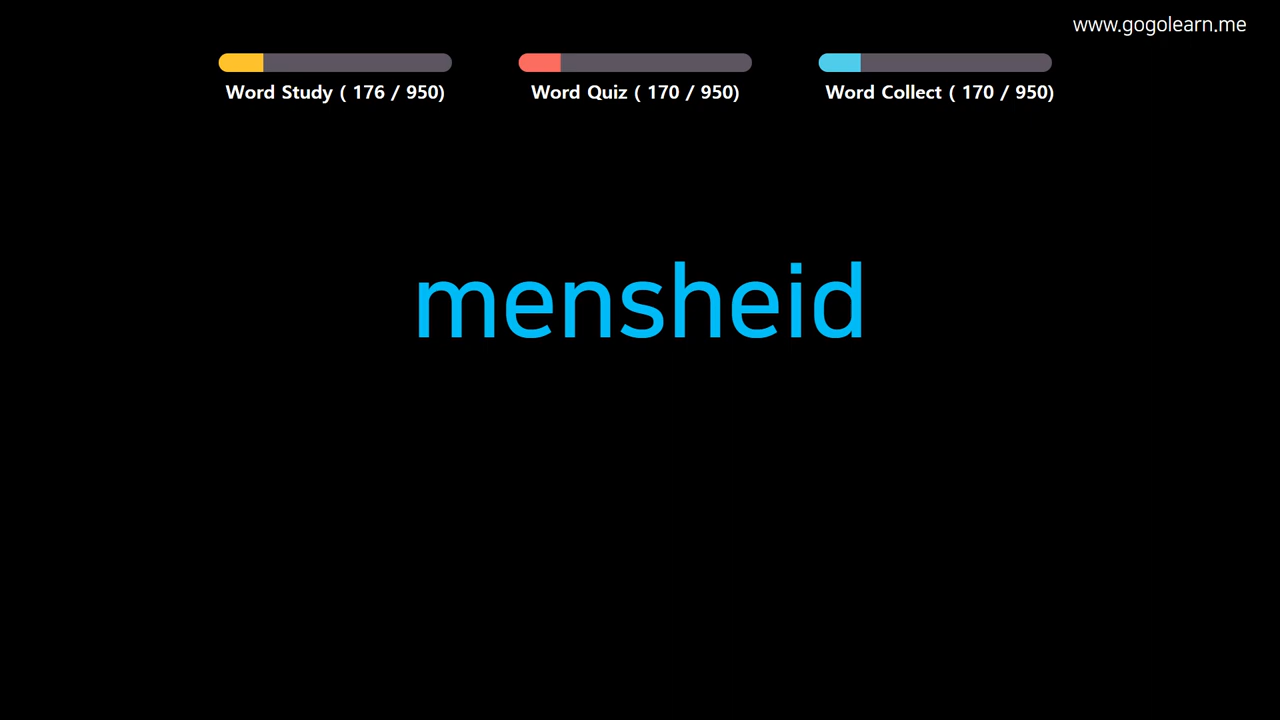 www.gogolearn.me
Word Study ( 176 / 950)
Word Quiz ( 170 / 950)
Word Collect ( 170 / 950)
mensheid